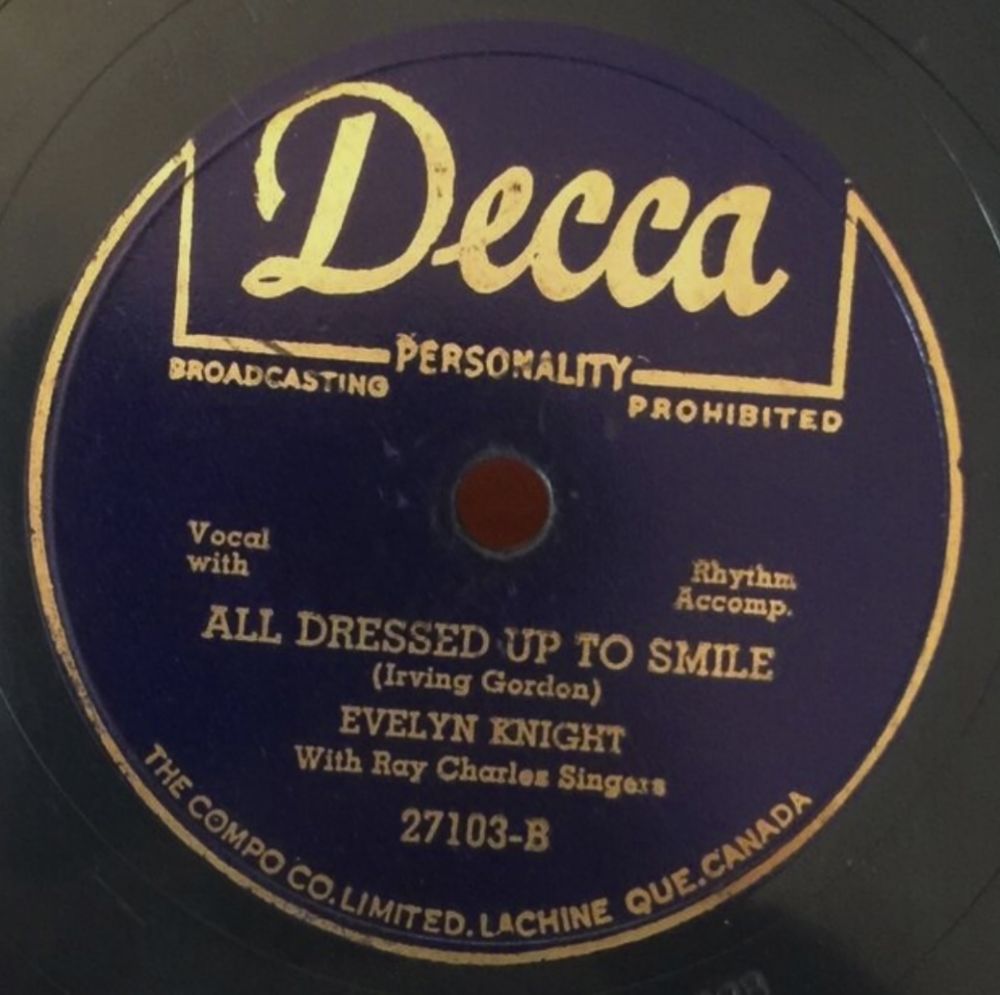 Decca
PERSONALITY
BROADCASTING PROHIBITED
Vocal
with
Rhythm
Accomp.
ALL DRESSED UP TO SMILE
(Irving Gordon)
EVELYN KNIGHT
With Ray Charles Singers
27103-B
THE COMPO CO. LIMITED. LACHINE QUE. CANADA